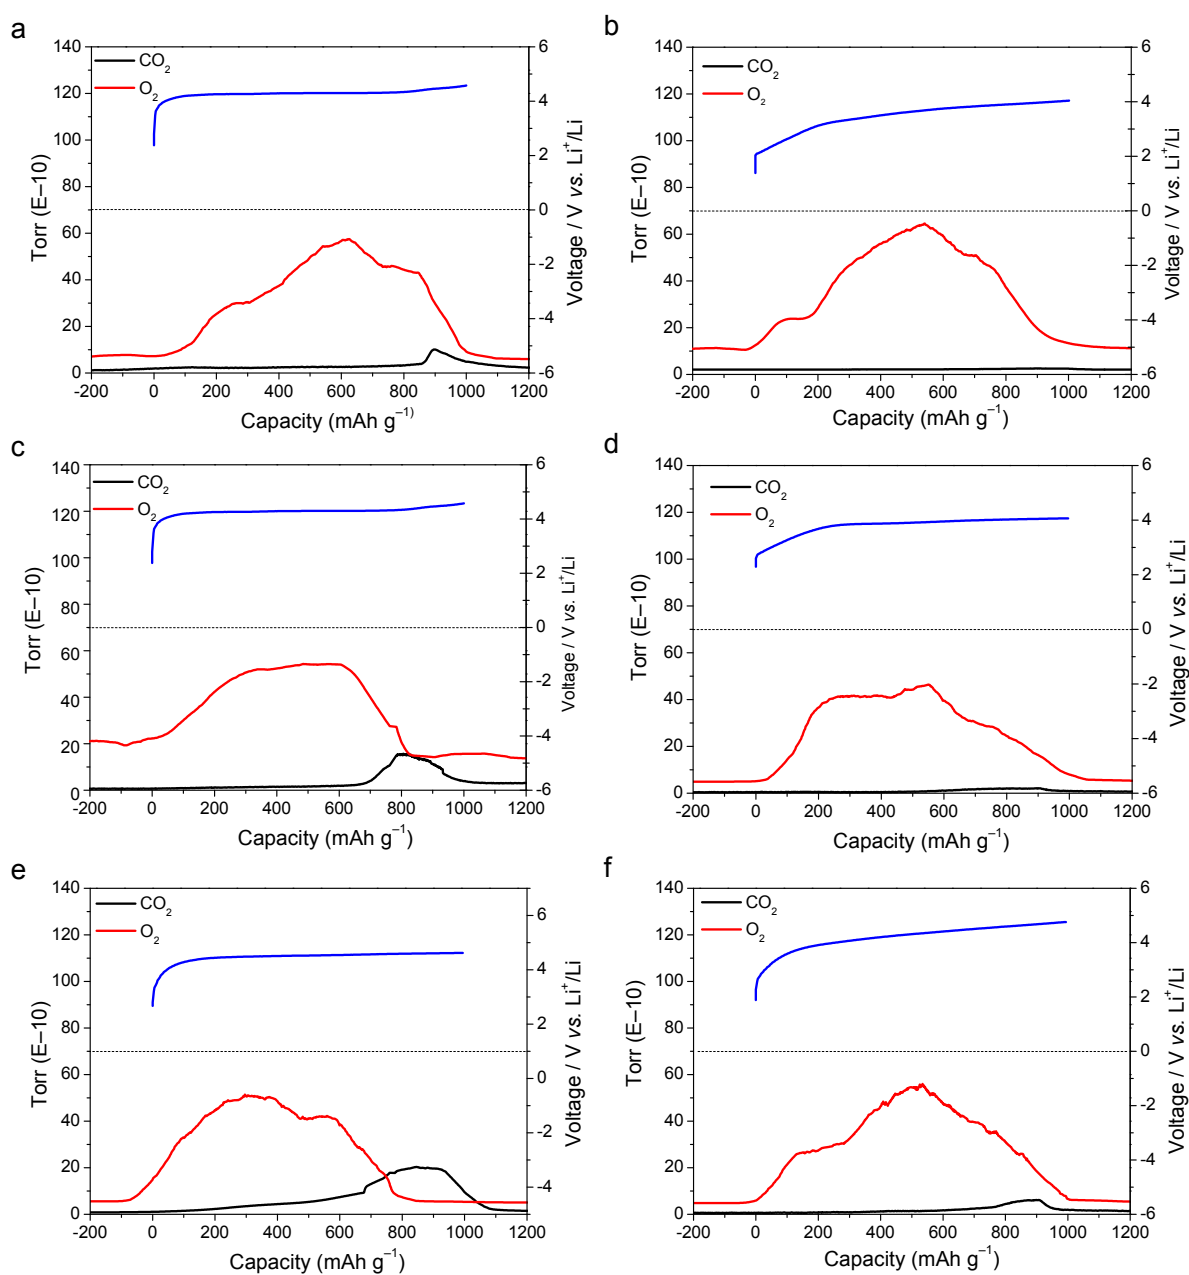 a
CO2
O2
140
120
100
80
60
40
20
0
6
4
2
0
-2
-4
-6
-200 0 200 400 600 800 1000 1200
Torr (E–10)
Voltage / V vs. Li+/Li
Capacity (mAh g–1)
b
CO2
O2
140
120
100
80
60
40
20
0
6
4
2
0
-2
-4
-6
-200 0 200 400 600 800 1000 1200
Torr (E–10)
Voltage / V vs. Li+/Li
Capacity (mAh g–1)
c
CO2
O2
140
120
100
80
60
40
20
0
6
4
2
0
-2
-4
-6
-200 0 200 400 600 800 1000 1200
Torr (E–10)
Voltage / V vs. Li+/Li
Capacity (mAh g–1)
d
CO2
O2
140
120
100
80
60
40
20
0
6
4
2
0
-2
-4
-6
-200 0 200 400 600 800 1000 1200
Torr (E–10)
Voltage / V vs. Li+/Li
Capacity (mAh g–1)
e
CO2
O2
140
120
100
80
60
40
20
0
6
4
2
0
-2
-4
-200 0 200 400 600 800 1000 1200
Torr (E–10)
Voltage / V vs. Li+/Li
Capacity (mAh g–1)
f
CO2
O2
140
120
100
80
60
40
20
0
6
4
2
0
-2
-4
-6
-200 0 200 400 600 800 1000 1200
Torr (E–10)
Voltage / V vs. Li+/Li
Capacity (mAh g–1)